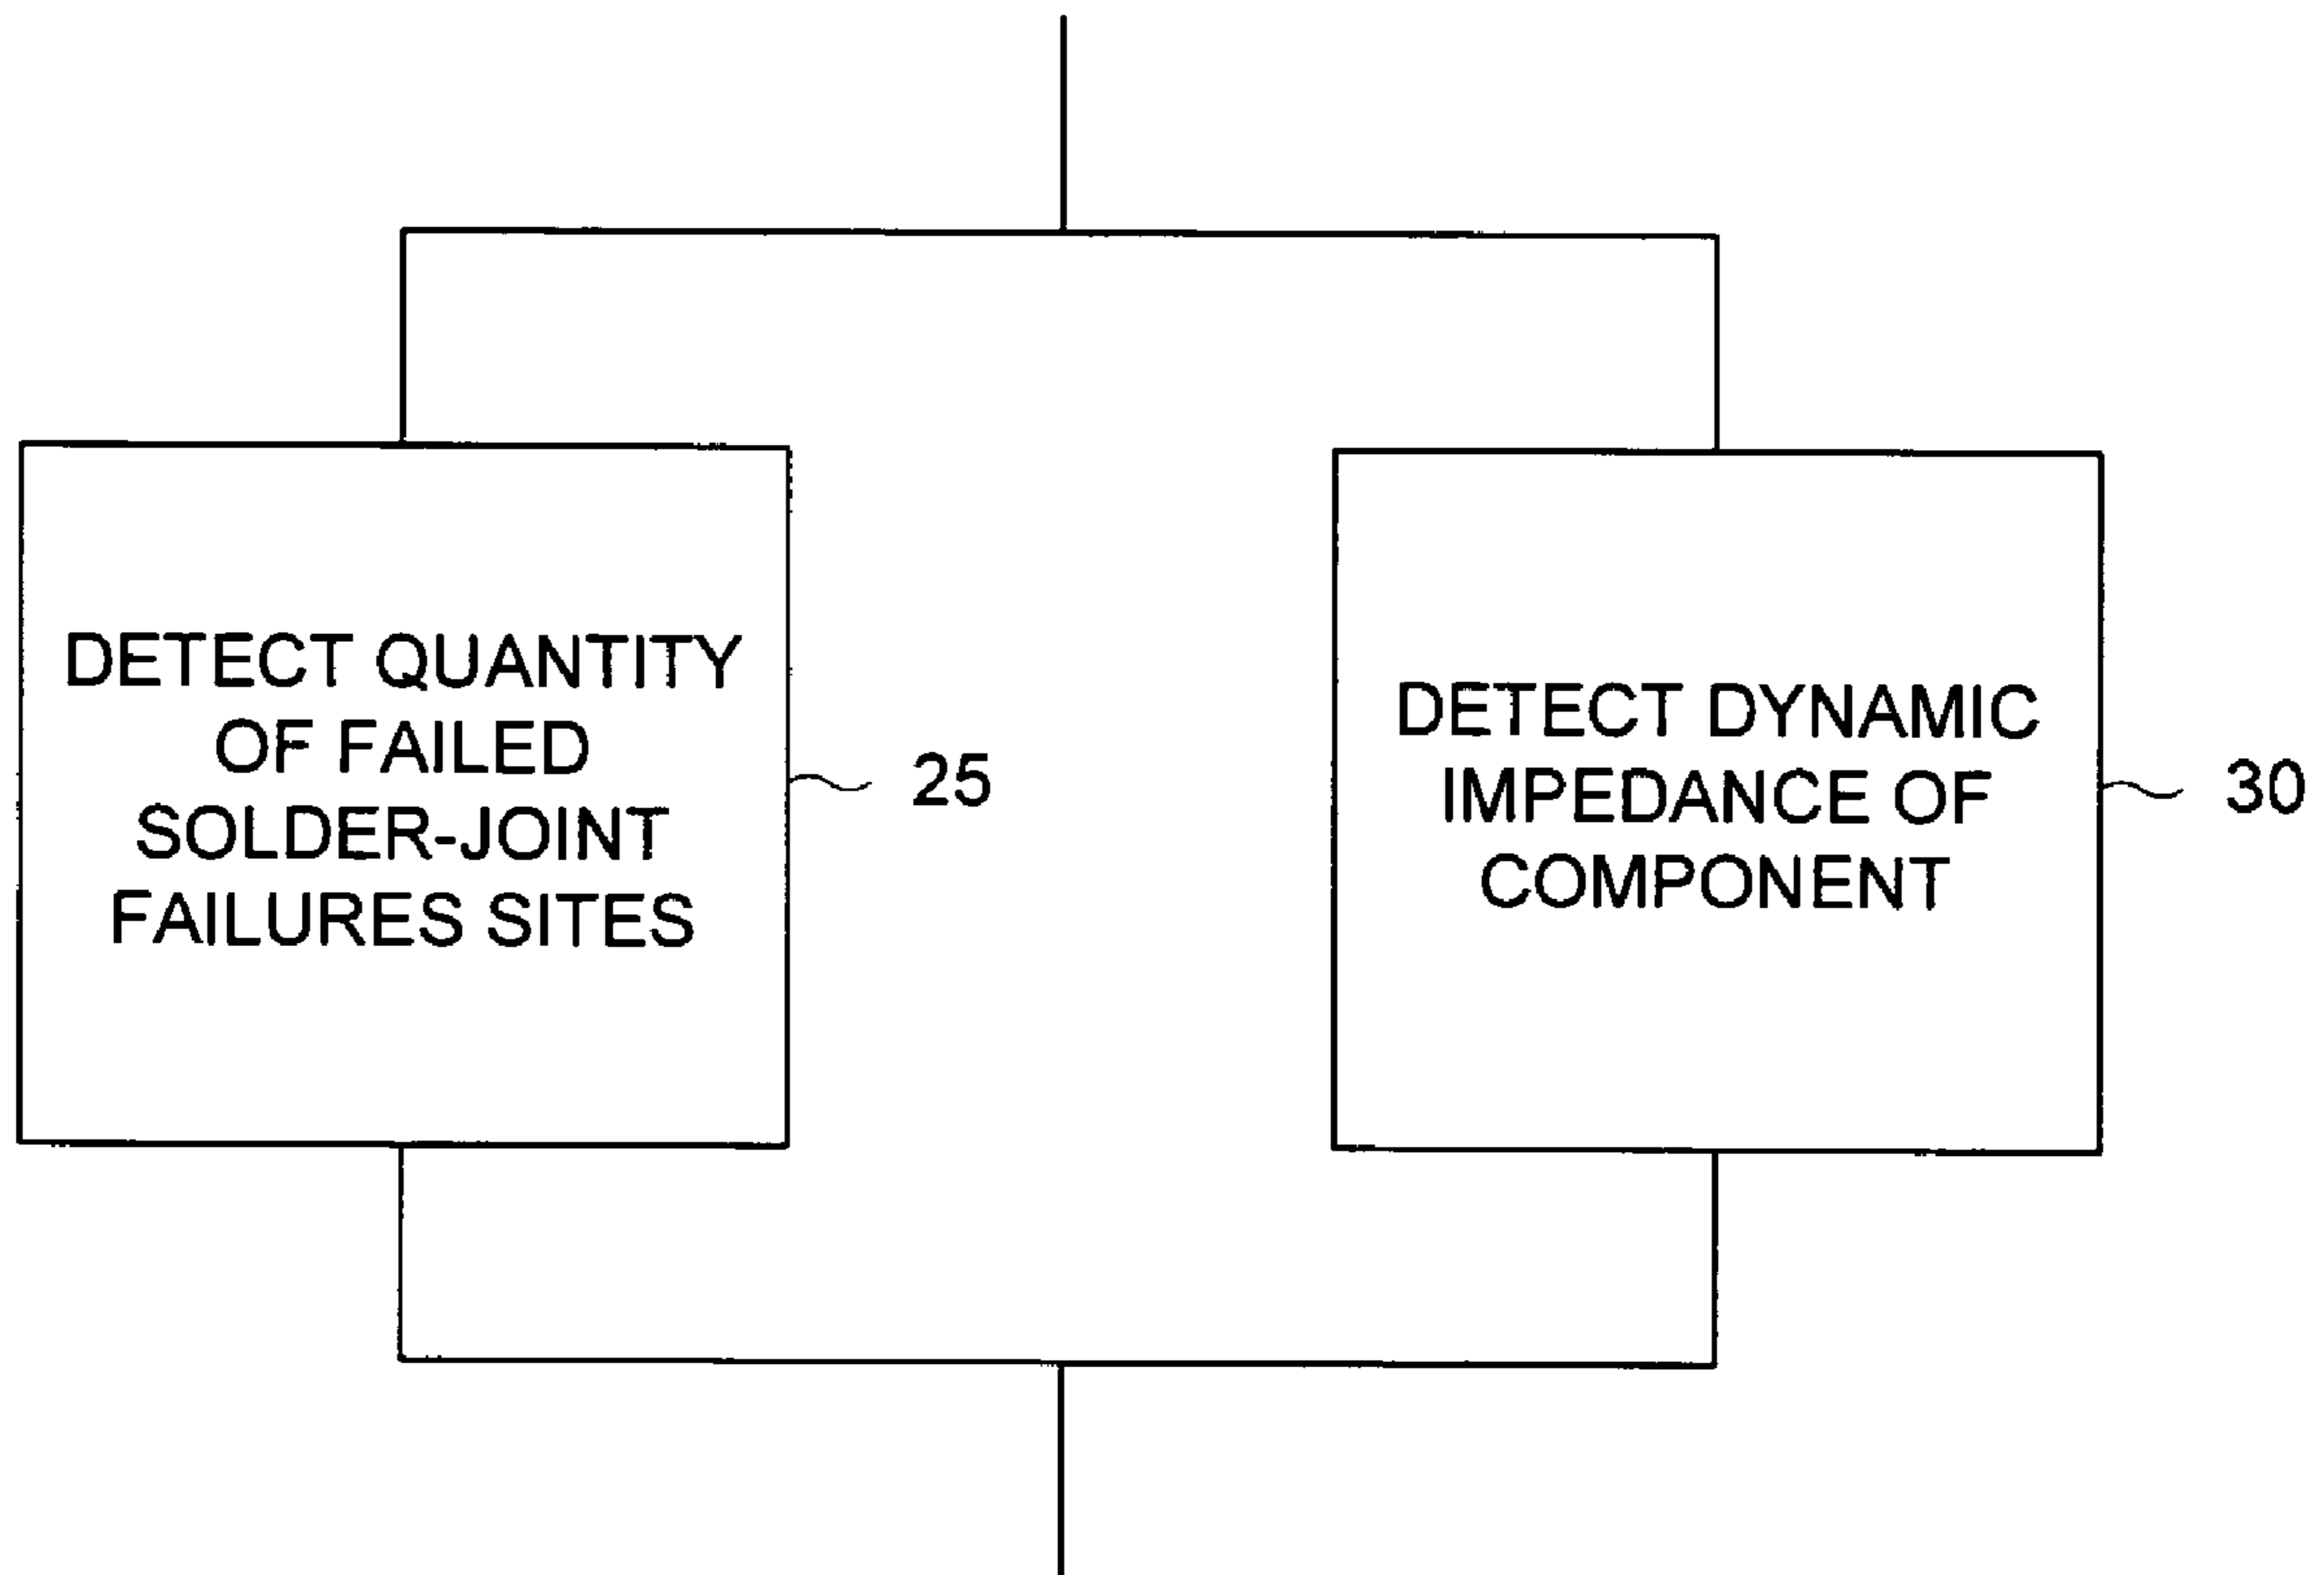 DETECT QUANTITY
OF FAILED
SOLDER-JOINT
FAILURES SITES
25
DETECT DYNAMIC
IMPEDANCE OF
COMPONENT
30